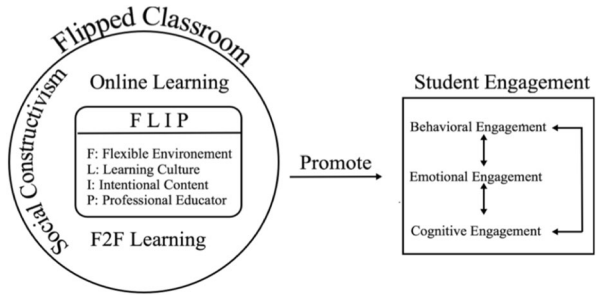 Flipped Classroom
Social Constructivism
Online Learning
F L I P
F: Flexible Environement
L: Learning Culture
I: Intentional Content
P: Professional Educator
F2F Learning
Promote
Student Engagement
Behavioral Engagement
Emotional Engagement
Cognitive Engagement